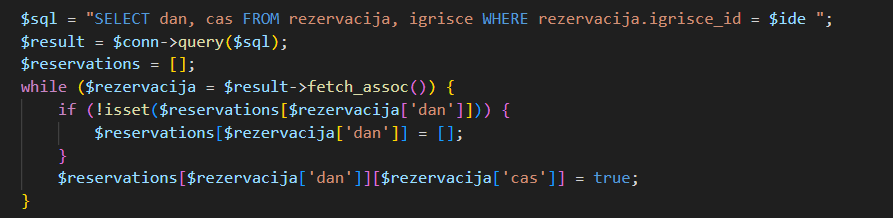 $sql = "SELECT dan, cas FROM rezervacija, igrisce WHERE rezervacija.igrisce_id = $ide ";
$result = $conn->query($sql);
$reservations = [];
while ($rezervacija = $result->fetch_assoc()) {
    if (!isset($reservations[$rezervacija['dan']])) {
        $reservations[$rezervacija['dan']] = [];
    }
    $reservations[$rezervacija['dan']][$rezervacija['cas']] = true;
}